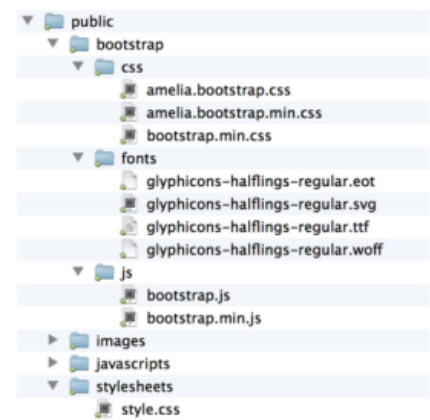 public
bootstrap
css
amelia.bootstrap.css
amelia.bootstrap.min.css
bootstrap.min.css
fonts
glyphicons-halflings-regular.eot
glyphicons-halflings-regular.svg
glyphicons-halflings-regular.ttf
glyphicons-halflings-regular.woff
js
bootstrap.js
bootstrap.min.js
images
javascripts
stylesheets
style.css